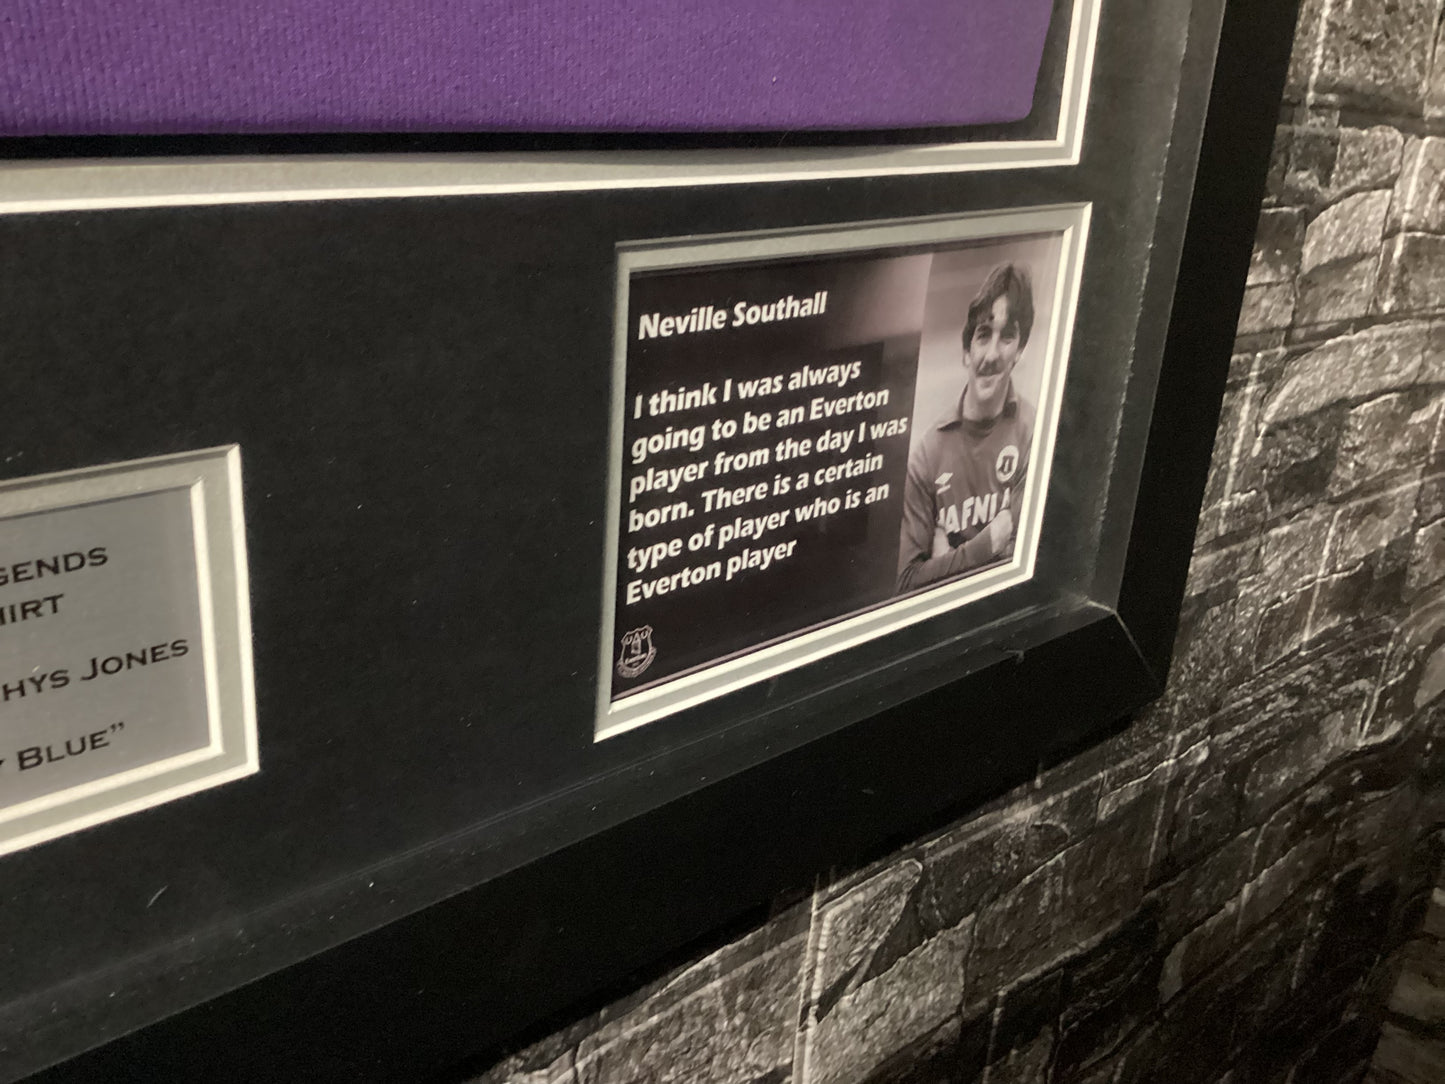 Neville Southall
I think I was always
going to be an Everton
player from the day I was
born. There is a certain
type of player who is an
Everton player
JAFNI
GENDS
HIRT
HYS JONES
BLUE”